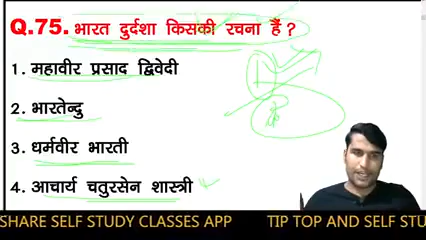 Q.75. भारत दुर्दशा किसकी रचना हैं ?
1. महावीर प्रसाद द्विवेदी
2. भारतेन्दु
3. धर्मवीर भारती
4. आचार्य चतुरसेन शास्त्री
SHARE SELF STUDY CLASSES APP TIP TOP AND SELF STU